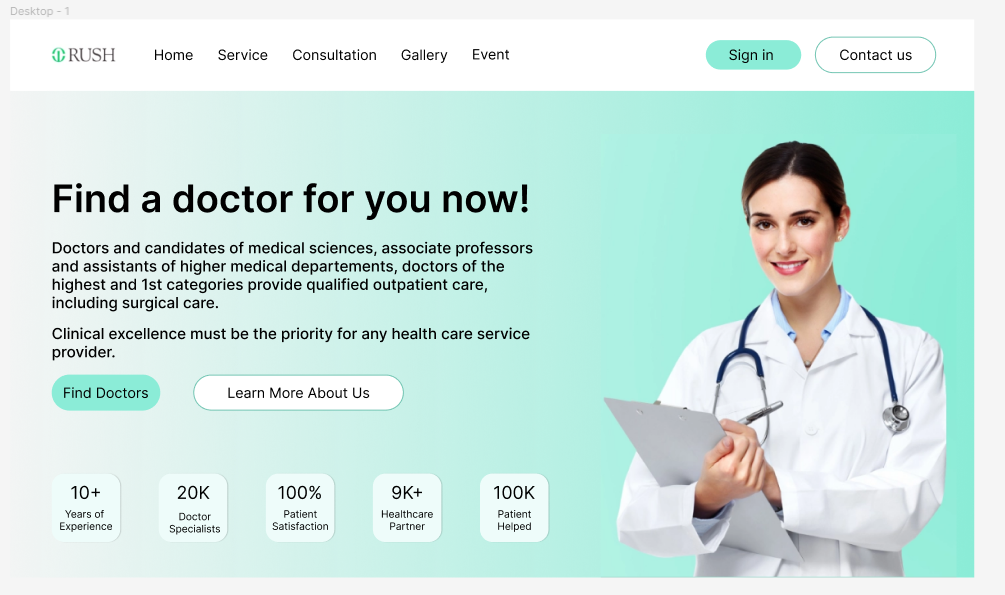 Desktop - 1
RUSH
Home
Service
Consultation
Gallery
Event
Sign in
Contact us
Find a doctor for you now!
Doctors and candidates of medical sciences, associate professors
and assistants of higher medical departements, doctors of the
highest and 1st categories provide qualified outpatient care,
including surgical care.
Clinical excellence must be the priority for any health care service
provider.
Find Doctors
Learn More About Us
10+
Years of
Experience
20K
Doctor
Specialists
100%
Patient
Satisfaction
9K+
Healthcare
Partner
100K
Patient
Helped